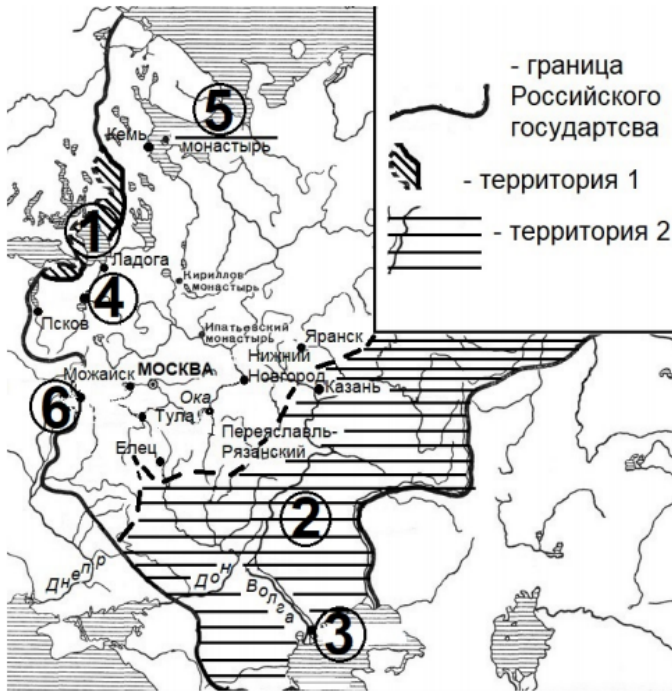 - граница
Российского
государтсва
- территория 1
- территория 2
5
Кемь
монастырь
1
Ладога
4
Кириллов
монастырь
Псков
Ипатьевский
монастырь
Яранск
Нижний
Новгород
Можайск
МОСКВА
Казань
6
Ока
Тула
Переяславль-
Рязанский
Елец
2
Днепр
Дон
Волга
3